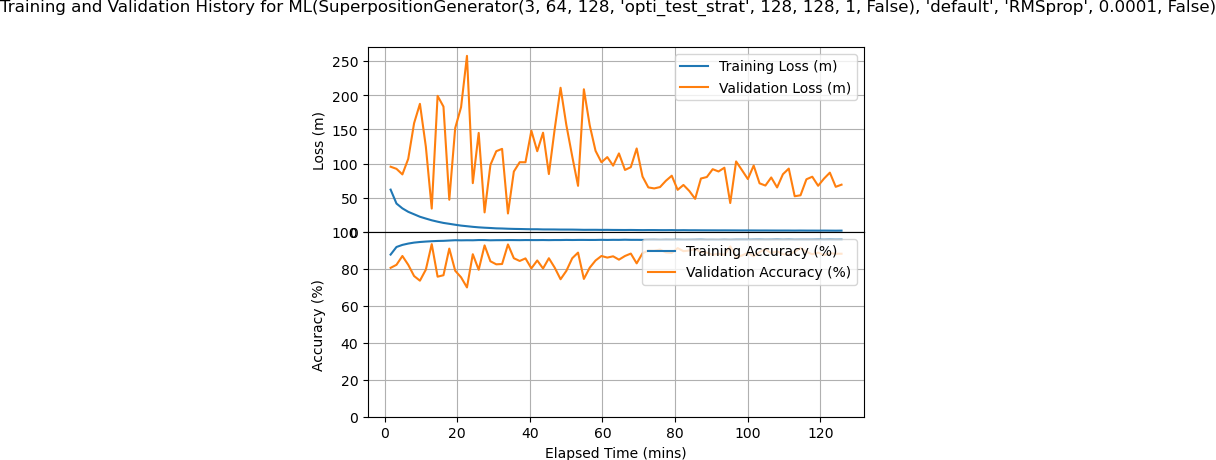 Training and Validation History for ML(SuperpositionGenerator(3, 64, 128, 'opti_test_strat', 128, 128, 1, False), 'default', 'RMSprop', 0.0001, False)
250
200
150
100
50
0
Loss (m)
Training Loss (m)
Validation Loss (m)
100
80
60
40
20
0
Accuracy (%)
Training Accuracy (%)
Validation Accuracy (%)
0 20 40 60 80 100 120
Elapsed Time (mins)